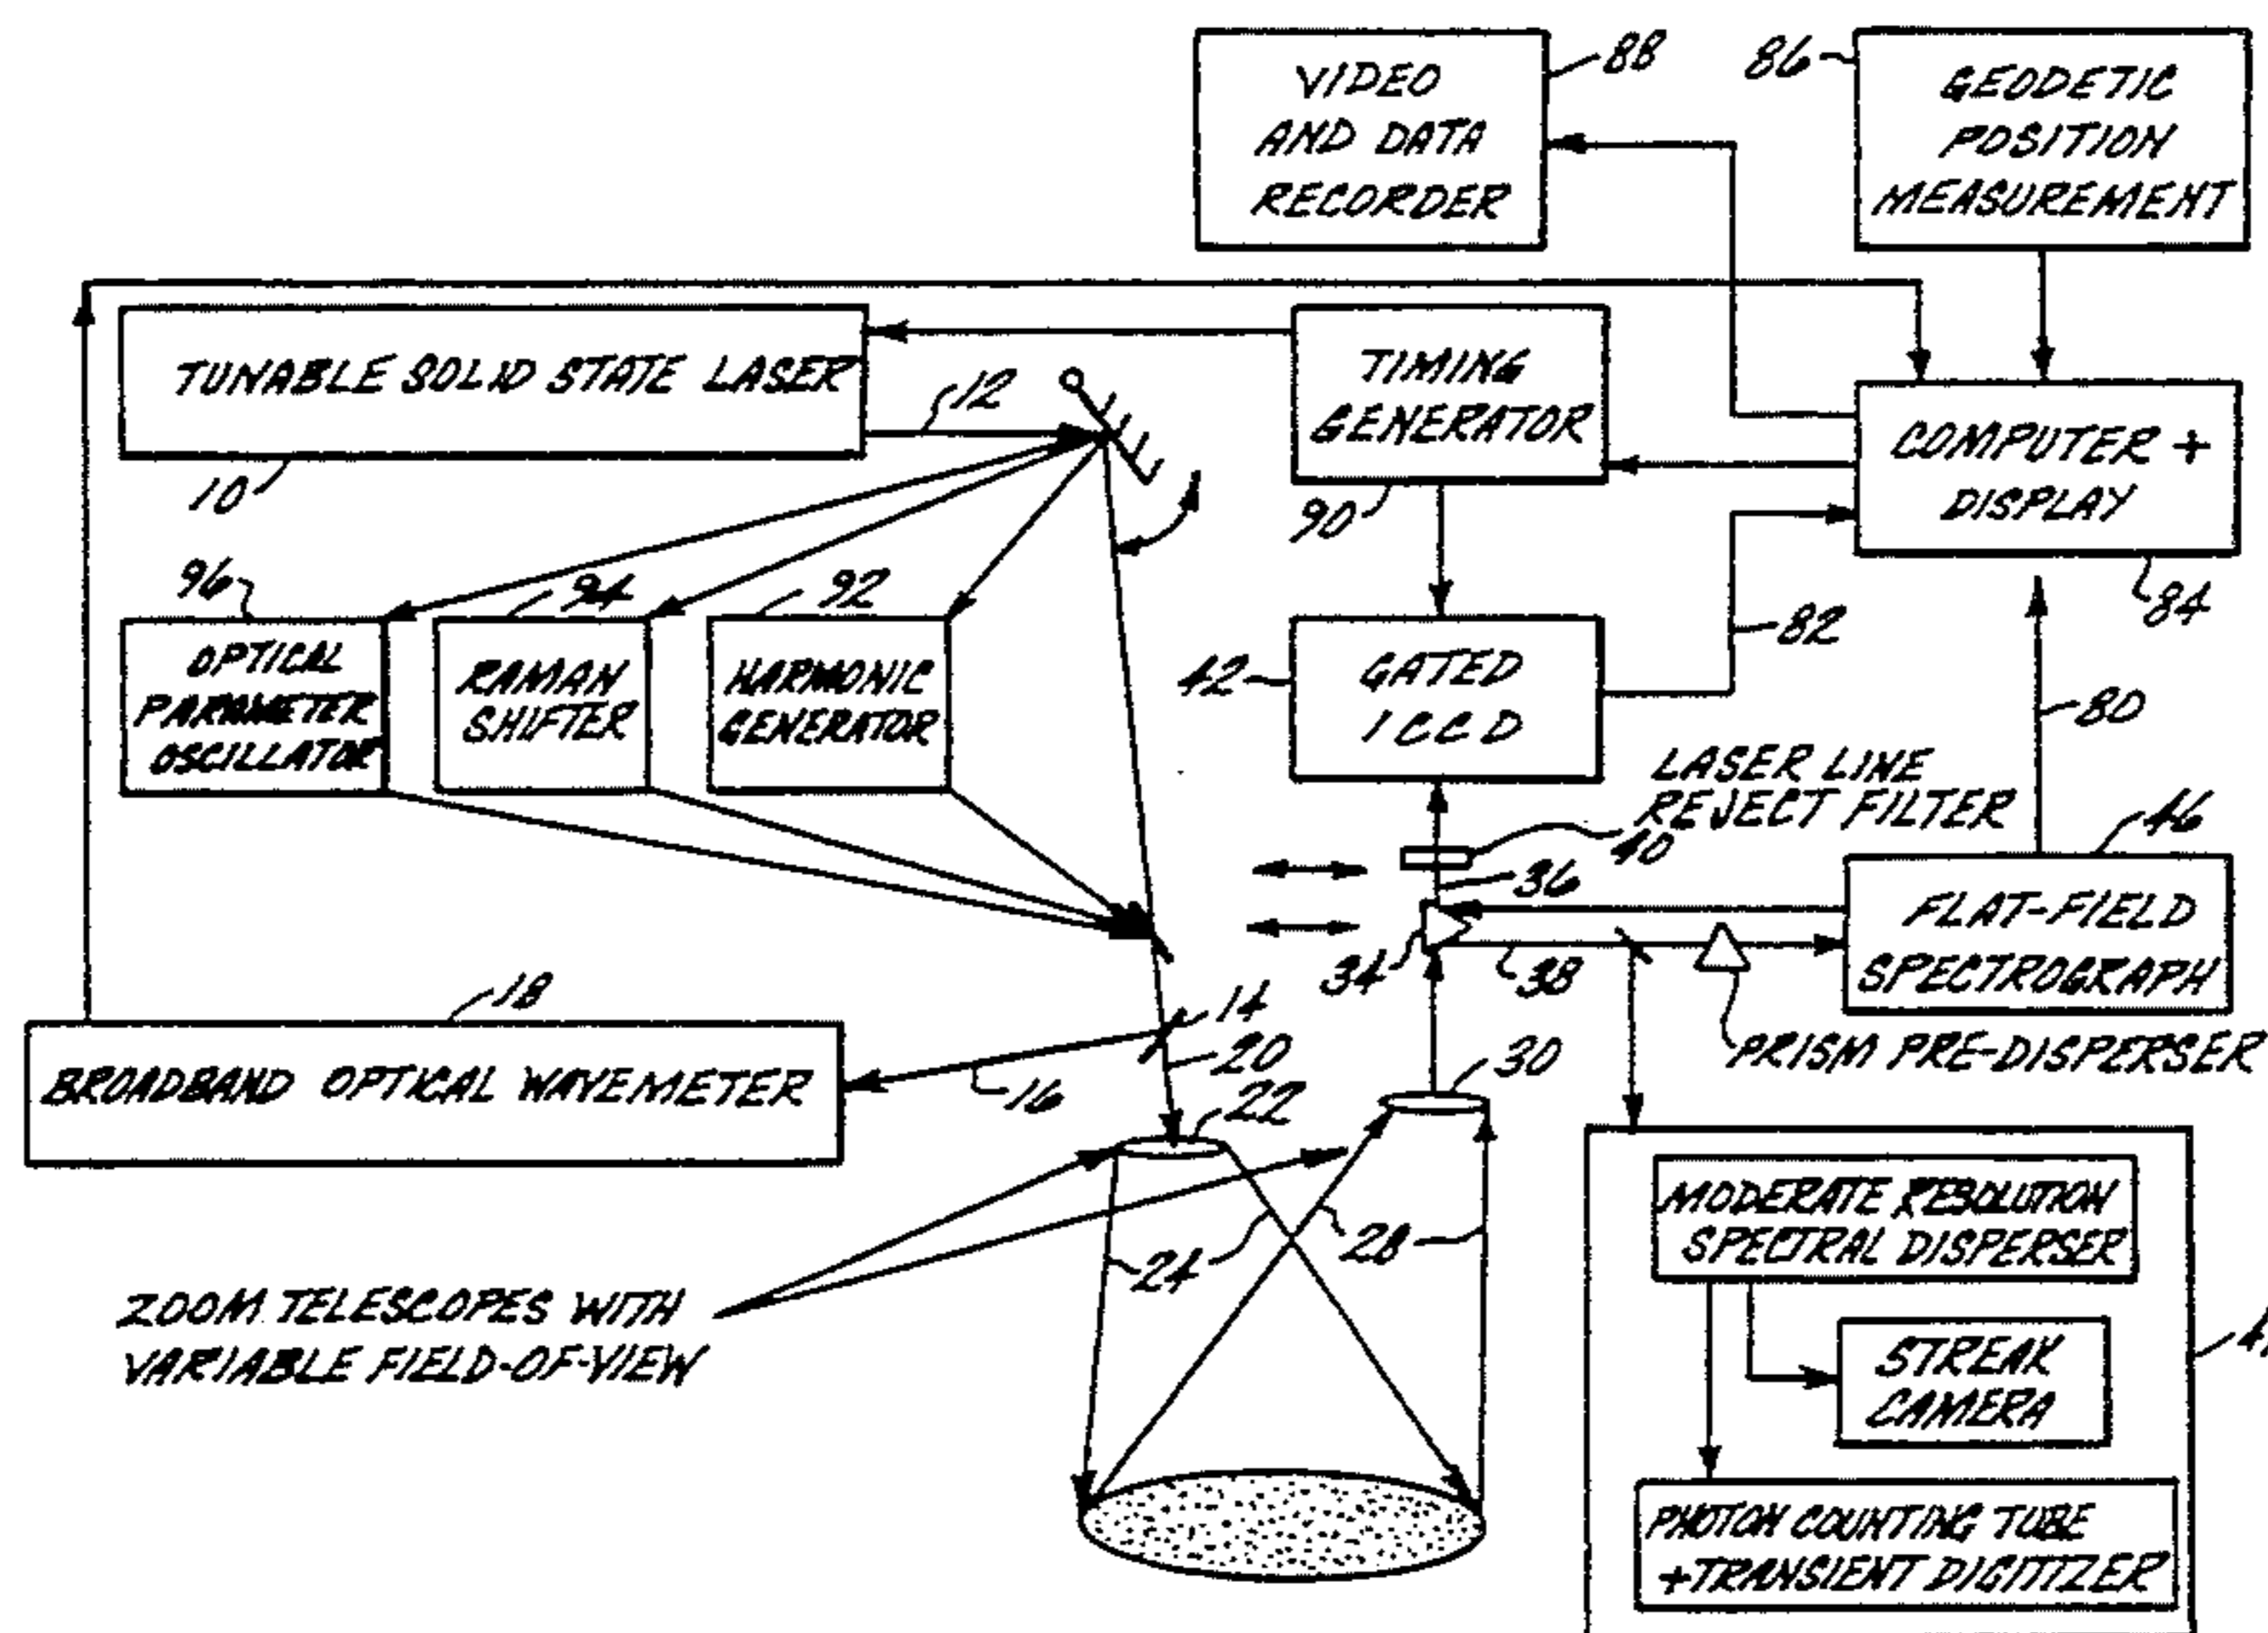 VIDEO
AND DATA
RECORDER
88
86
GEODETIC
POSITION
MEASUREMENT
TUNABLE SOLID STATE LASER
10
12
TIMING
GENERATOR
90
COMPUTER +
DISPLAY
84
96
OPTICAL
PARAMETER
OSCILLATOR
94
RAMAN
SHIFTER
92
HARMONIC
GENERATOR
42
GATED
ICCD
82
80
LASER LINE
REJECT FILTER
40
36
46
FLAT-FIELD
SPECTROGRAPH
34
38
PRISM PRE-DISPERSER
18
BROADBAND OPTICAL WAVEMETER
14
20
16
22
30
24
28
ZOOM TELESCOPES WITH
VARIABLE FIELD-OF-VIEW
MODERATE RESOLUTION
SPECTRAL DISPERSER
STREAK
CAMERA
PHOTON COUNTING TUBE
+TRANSIENT DIGITIZER